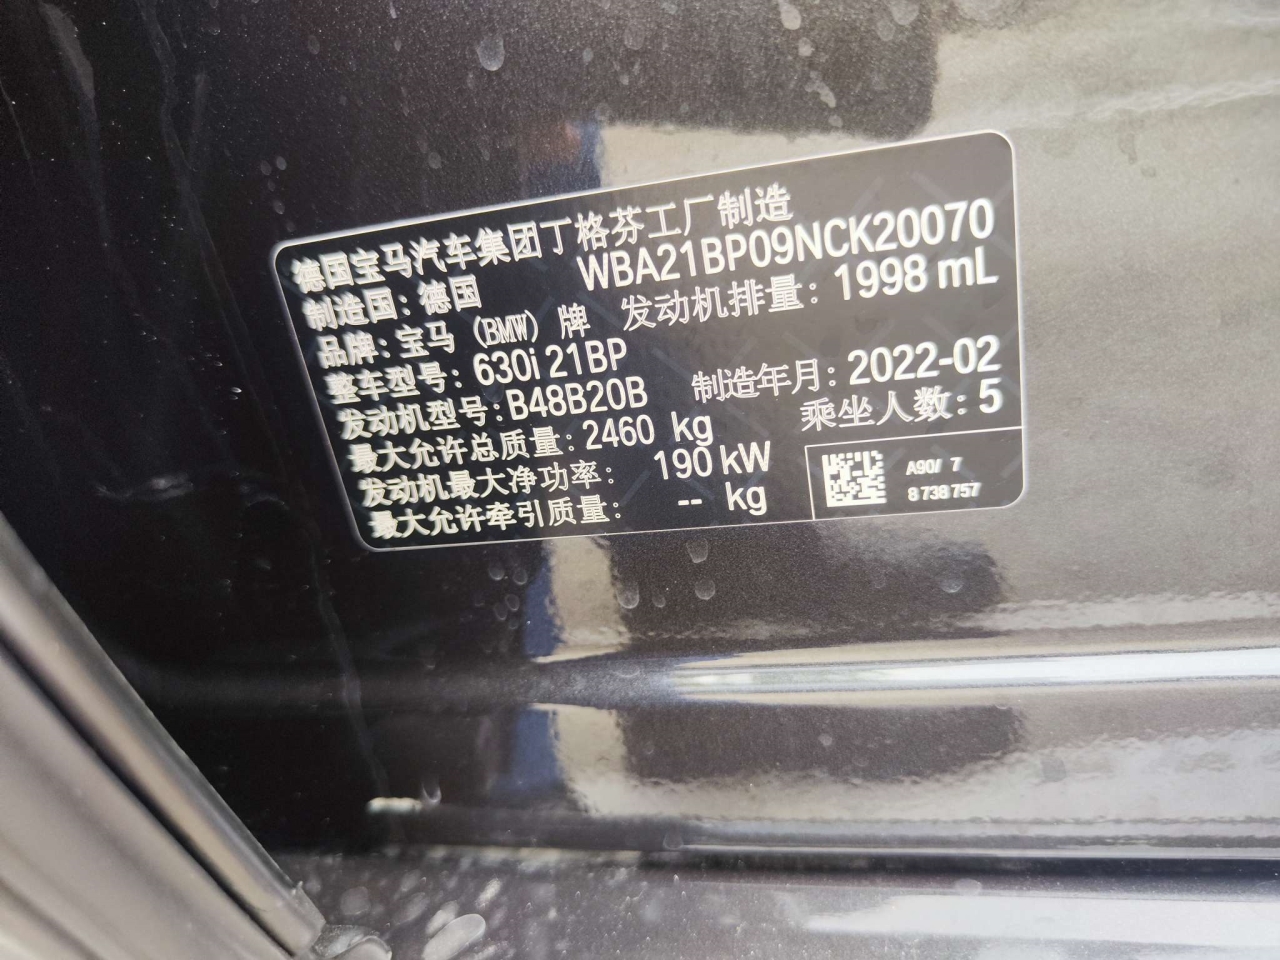 德国宝马汽车集团丁格芬工厂制造
制造国：德国 WBA21BP09NCK20070
品牌：宝马（BMW）牌 发动机排量：1998 mL
整车型号：630i 21BP
发动机型号：B48B20B 制造年月：2022-02
最大允许总质量：2460 kg 乘坐人数：5
发动机最大净功率： 190 kW
最大允许牵引质量： -- kg
A90/ 7
8 738 757